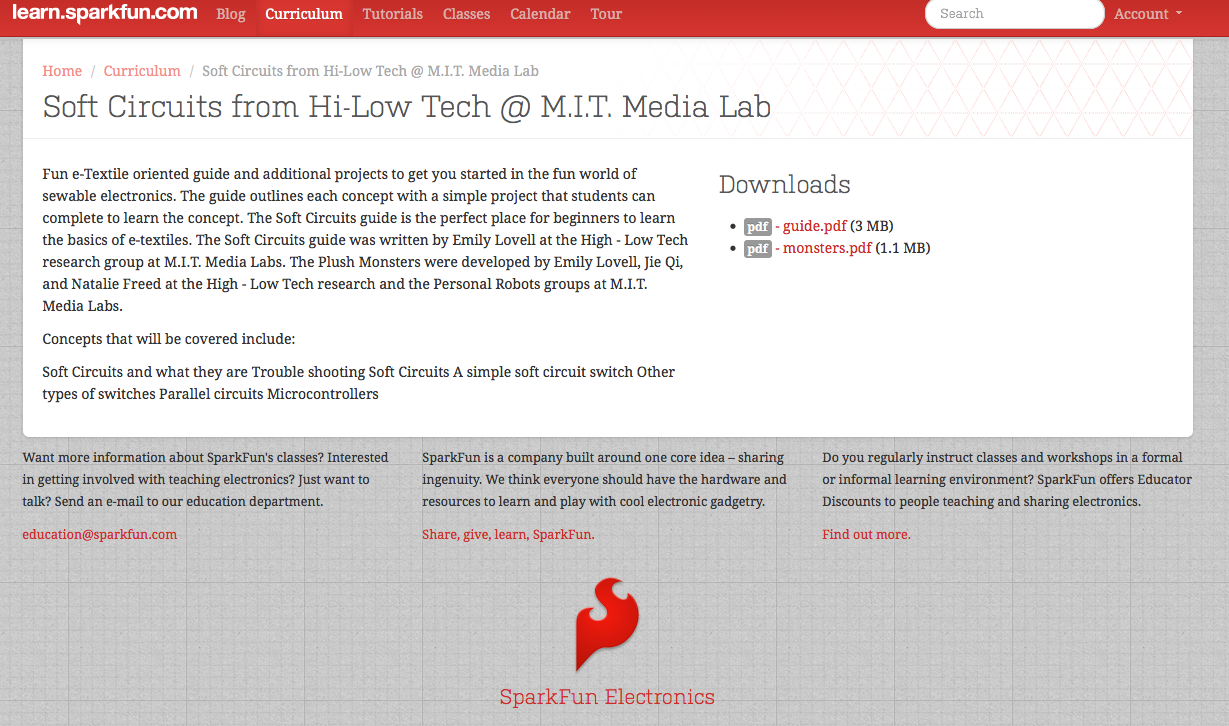 learn.sparkfun.com Blog Curriculum Tutorials Classes Calendar Tour Search Account
Home / Curriculum / Soft Circuits from Hi-Low Tech @ M.I.T. Media Lab
Soft Circuits from Hi-Low Tech @ M.I.T. Media Lab
Fun e-Textile oriented guide and additional projects to get you started in the fun world of
sewable electronics. The guide outlines each concept with a simple project that students can
complete to learn the concept. The Soft Circuits guide is the perfect place for beginners to learn
the basics of e-textiles. The Soft Circuits guide was written by Emily Lovell at the High - Low Tech
research group at M.I.T. Media Labs. The Plush Monsters were developed by Emily Lovell, Jie Qi,
and Natalie Freed at the High - Low Tech research and the Personal Robots groups at M.I.T.
Media Labs.
Concepts that will be covered include:
Soft Circuits and what they are Trouble shooting Soft Circuits A simple soft circuit switch Other
types of switches Parallel circuits Microcontrollers
Downloads
• pdf - guide.pdf (3 MB)
• pdf - monsters.pdf (1.1 MB)
Want more information about SparkFun's classes? Interested
in getting involved with teaching electronics? Just want to
talk? Send an e-mail to our education department.
education@sparkfun.com
SparkFun is a company built around one core idea – sharing
ingenuity. We think everyone should have the hardware and
resources to learn and play with cool electronic gadgetry.
Share, give, learn, SparkFun.
Do you regularly instruct classes and workshops in a formal
or informal learning environment? SparkFun offers Educator
Discounts to people teaching and sharing electronics.
Find out more.
SparkFun Electronics